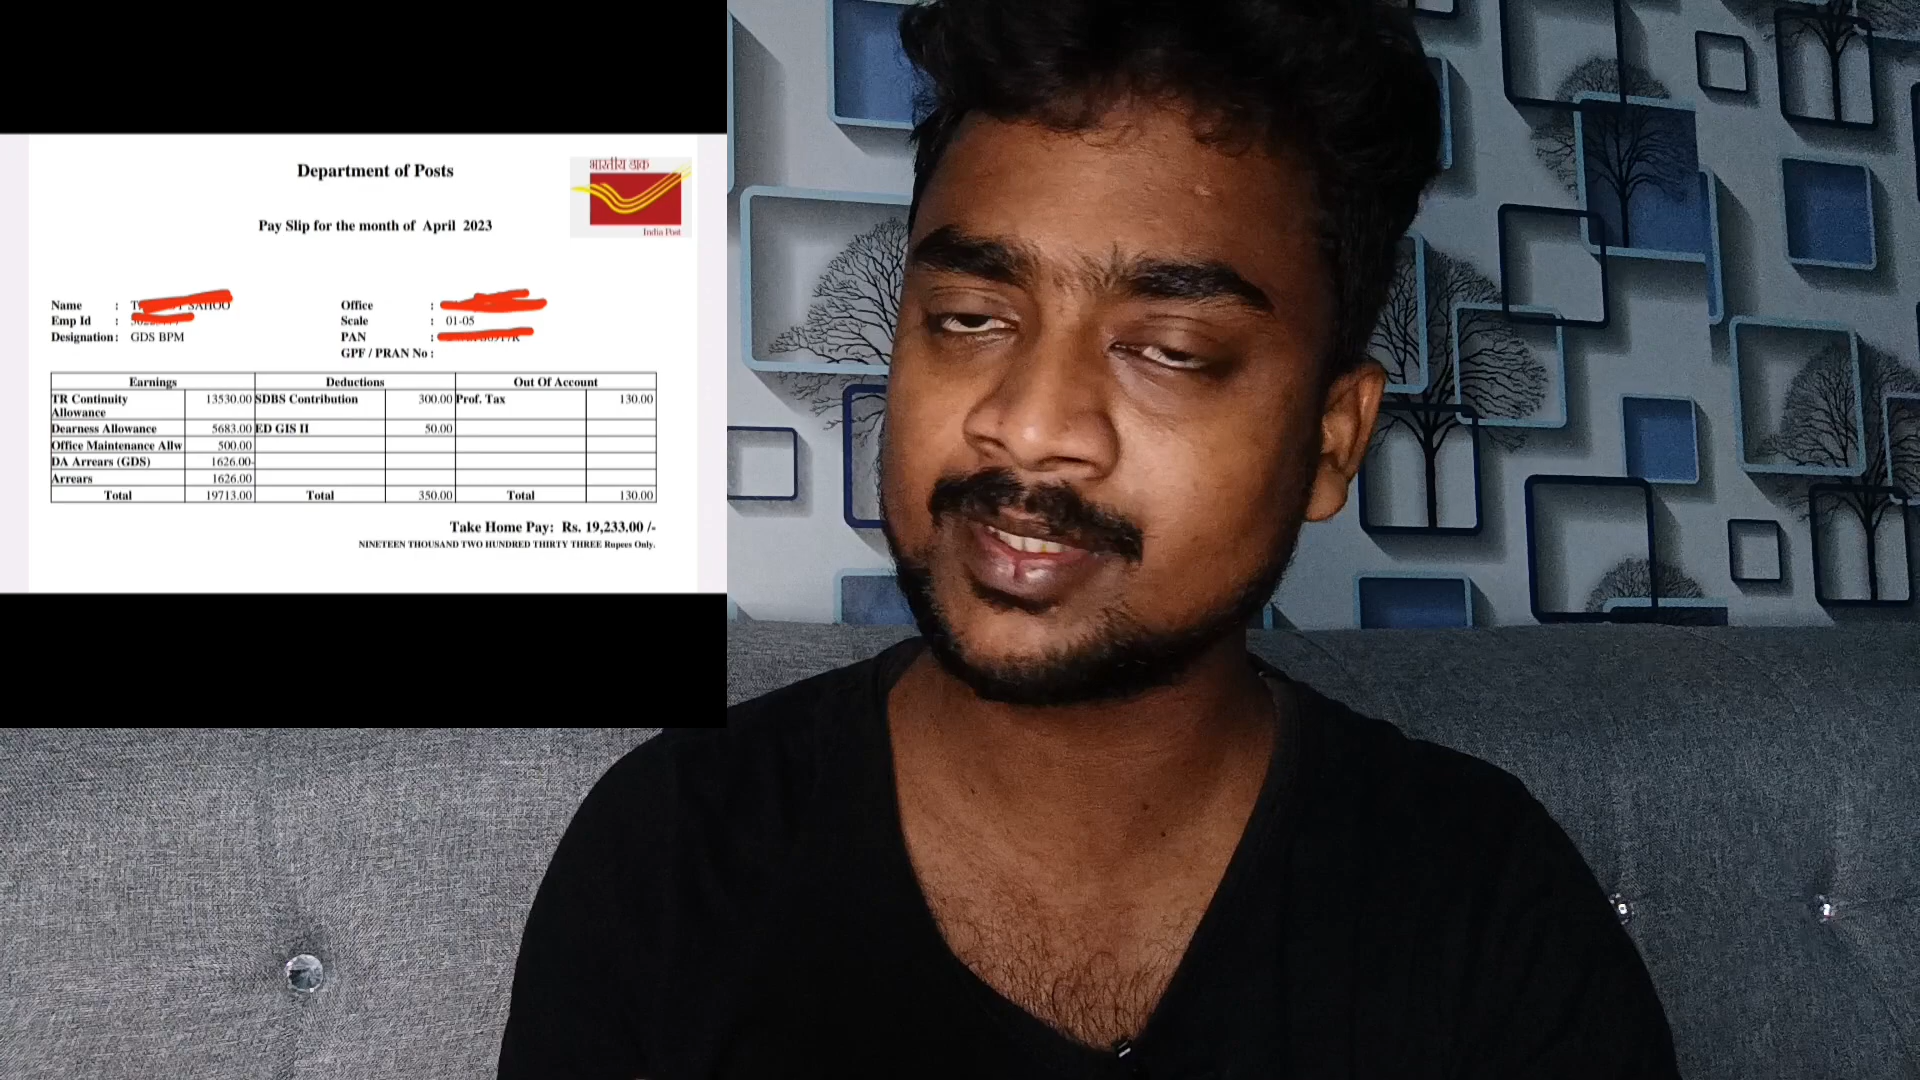 Department of Posts
भारतीय डाक
India Post
Pay Slip for the month of April 2023
Name : SAHOO
Emp Id :
Designation : GDS BPM
Office :
Scale : 01-05
PAN :
GPF / PRAN No :
Earnings Deductions Out Of Account
TR Continuity Allowance 13530.00 SDBS Contribution 300.00 Prof. Tax 130.00
Dearness Allowance 5683.00 ED GIS II 50.00
Office Maintenance Allw 500.00
DA Arrears (GDS) 1626.00-
Arrears 1626.00
Total 19713.00 Total 350.00 Total 130.00
Take Home Pay: Rs. 19,233.00 /-
NINETEEN THOUSAND TWO HUNDRED THIRTY THREE Rupees Only.